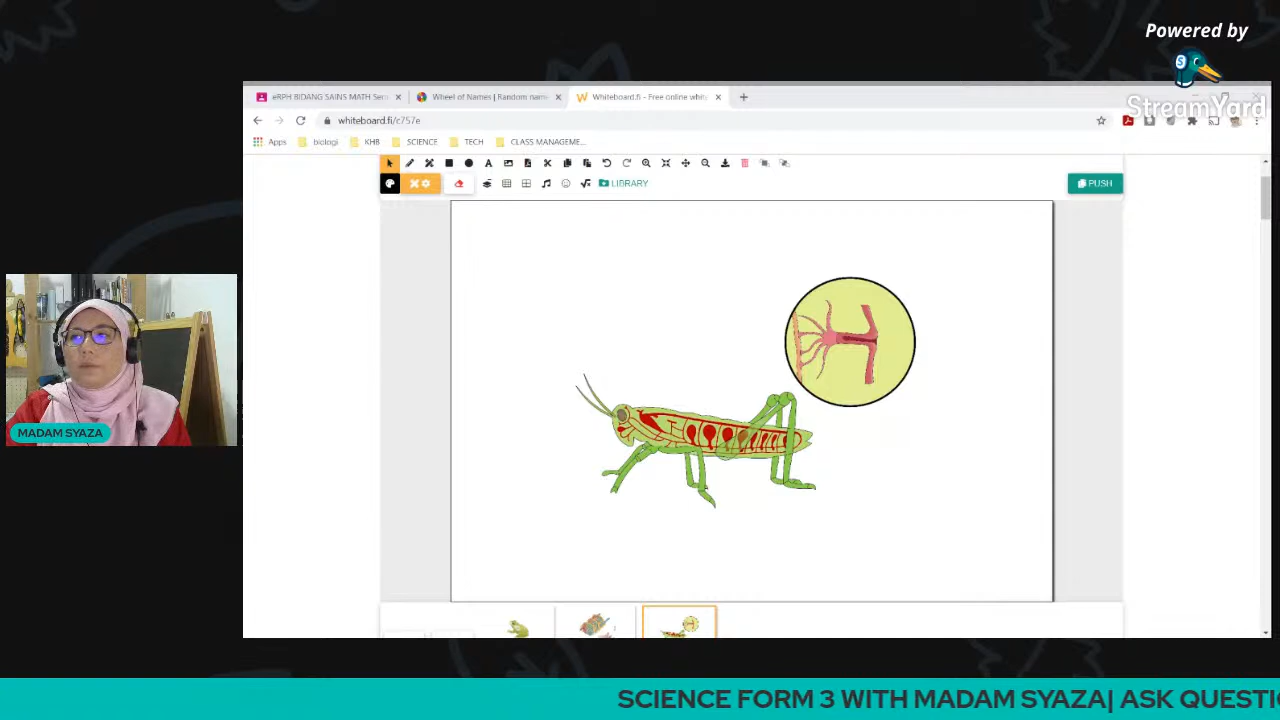 Powered by
StreamYard
eRPH BIDANG SAINS MATH Sem
Wheel of Names | Random name
Whiteboard.fi - Free online white
whiteboard.fi/c757e
Apps
biologi
KHB
SCIENCE
TECH
CLASS MANAGEME...
A
LIBRARY
PUSH
MADAM SYAZA
SCIENCE FORM 3 WITH MADAM SYAZA| ASK QUESTIO